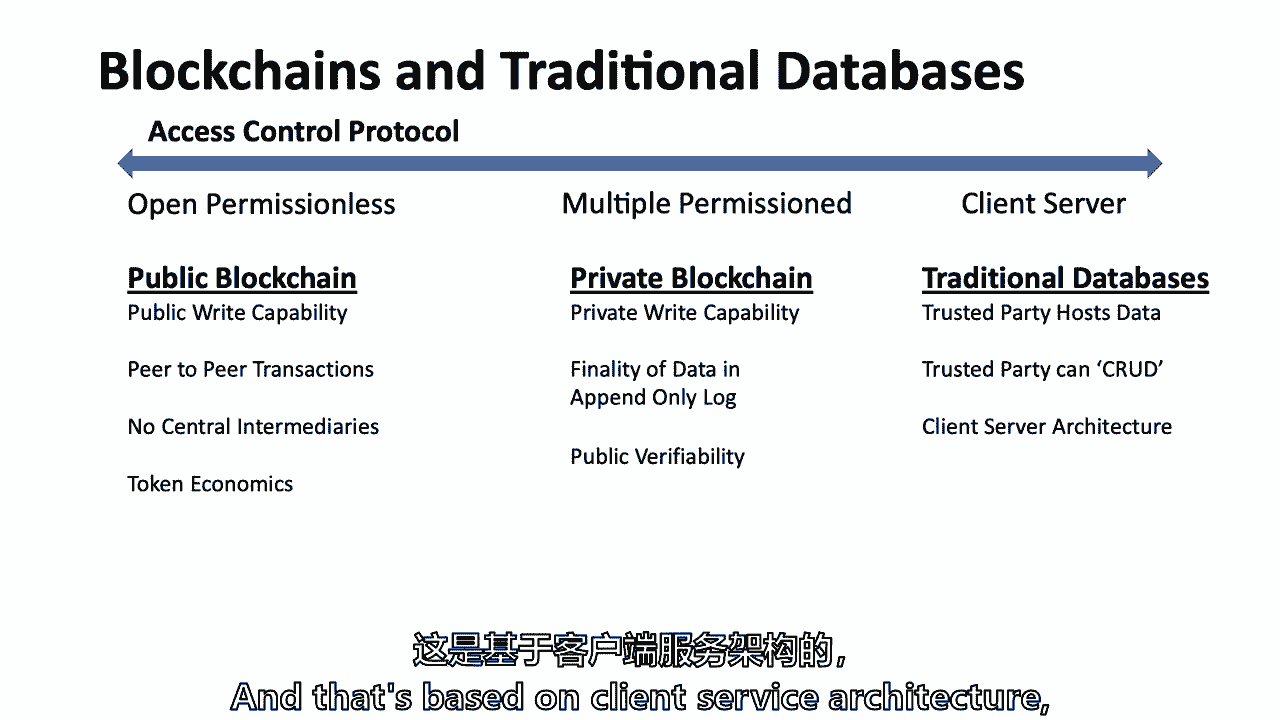 Blockchains and Traditional Databases
Access Control Protocol
Open Permissionless
Multiple Permissioned
Client Server
Public Blockchain
Public Write Capability
Peer to Peer Transactions
No Central Intermediaries
Token Economics
Private Blockchain
Private Write Capability
Finality of Data in
Append Only Log
Public Verifiability
Traditional Databases
Trusted Party Hosts Data
Trusted Party can ‘CRUD’
Client Server Architecture
这是基于客户端服务架构的，
And that's based on client service architecture,